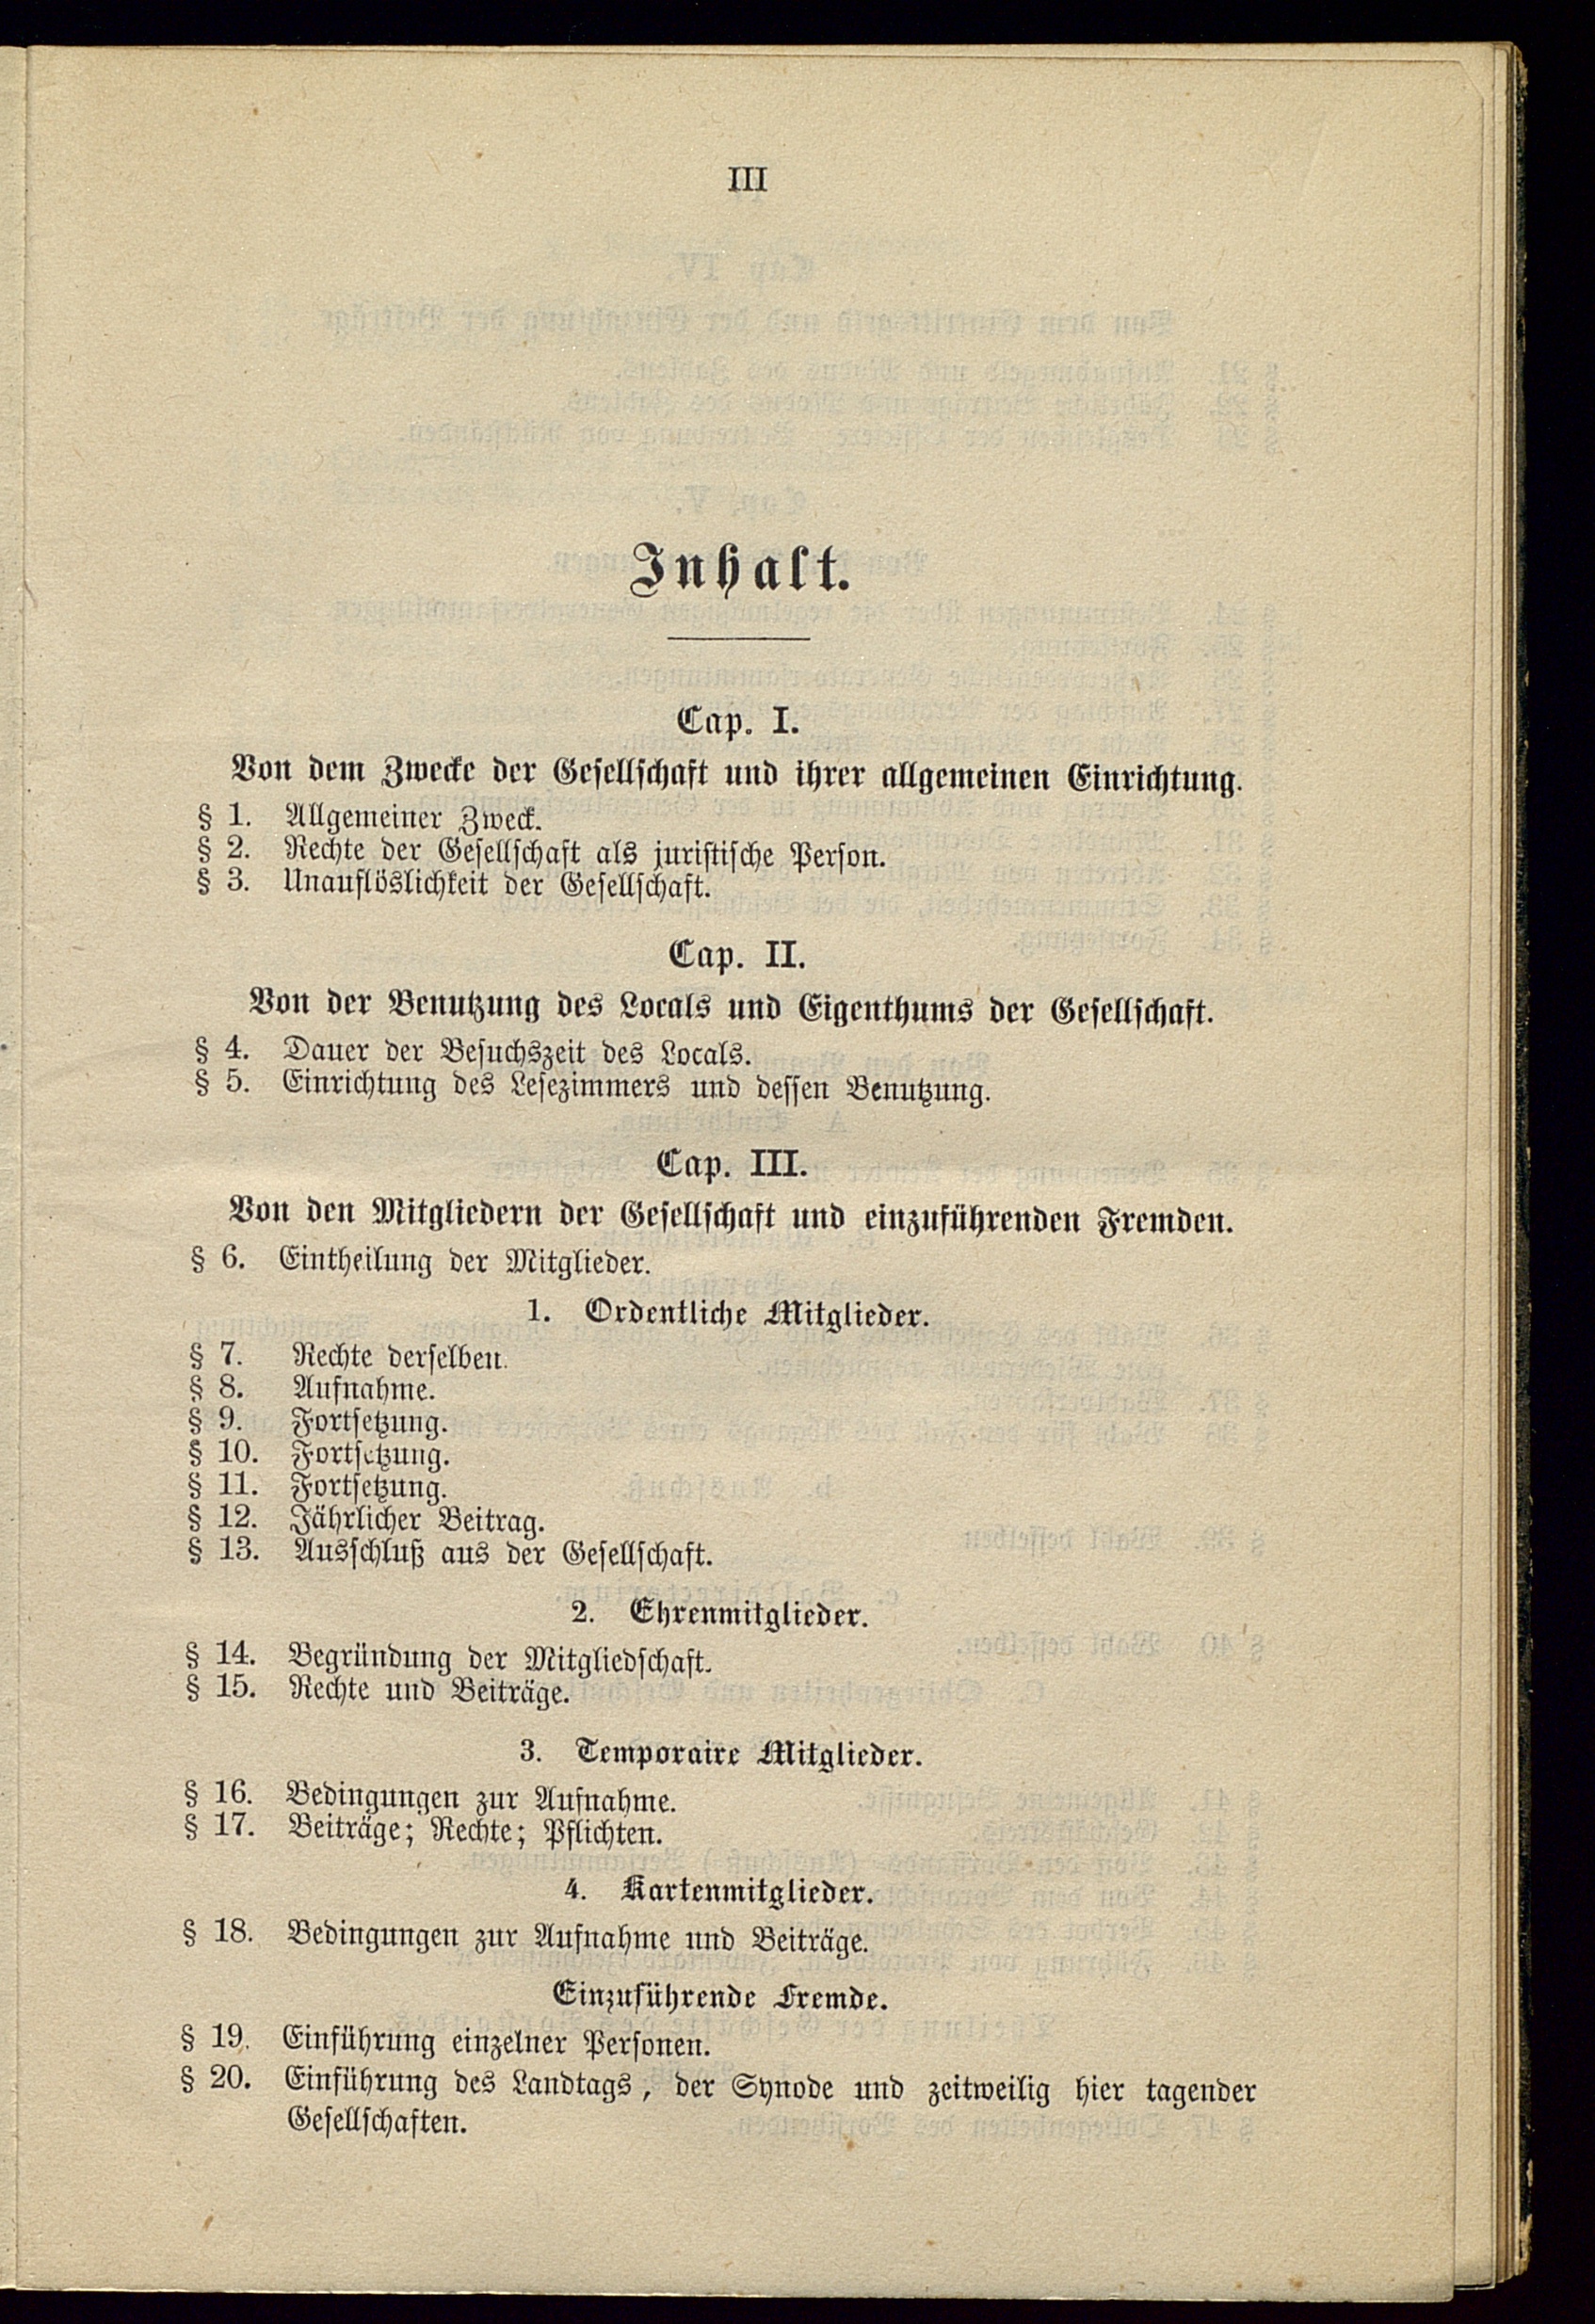 III
Inhalt.
Cap. I.
Von dem Zwecke der Gesellschaft und ihrer allgemeinen Einrichtung.
§ 1. Allgemeiner Zweck.
§ 2. Rechte der Gesellschaft als juristische Person.
§ 3. Unauflöslichkeit der Gesellschaft.
Cap. II.
Von der Benutzung des Locals und Eigenthums der Gesellschaft.
§ 4. Dauer der Besuchszeit des Locals.
§ 5. Einrichtung des Lesezimmers und dessen Benutzung.
Cap. III.
Von den Mitgliedern der Gesellschaft und einzuführenden Fremden.
§ 6. Eintheilung der Mitglieder.
1. Ordentliche Mitglieder.
§ 7. Rechte derselben.
§ 8. Aufnahme.
§ 9. Fortsetzung.
§ 10. Fortsetzung.
§ 11. Fortsetzung.
§ 12. Jährlicher Beitrag.
§ 13. Ausschluß aus der Gesellschaft.
2. Ehrenmitglieder.
§ 14. Begründung der Mitgliedschaft.
§ 15. Rechte und Beiträge.
3. Temporaire Mitglieder.
§ 16. Bedingungen zur Aufnahme.
§ 17. Beiträge; Rechte; Pflichten.
4. Kartenmitglieder.
§ 18. Bedingungen zur Aufnahme und Beiträge.
Einzuführende Fremde.
§ 19. Einführung einzelner Personen.
§ 20. Einführung des Landtags, der Synode und zeitweilig hier tagender
Gesellschaften.